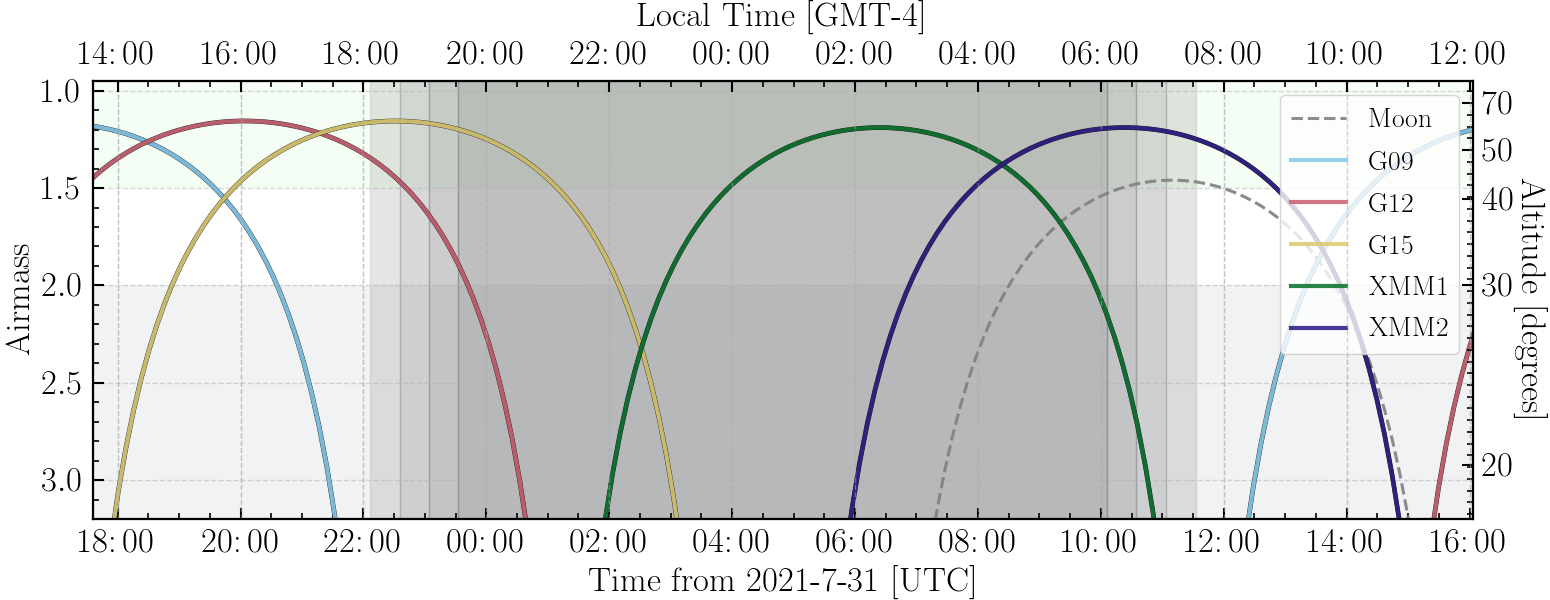 Local Time [GMT-4]
14:00 16:00 18:00 20:00 22:00 00:00 02:00 04:00 06:00 08:00 10:00 12:00
Airmass
1.0
1.5
2.0
2.5
3.0
Moon
G09
G12
G15
XMM1
XMM2
70
50
40
30
20
Altitude [degrees]
18:00 20:00 22:00 00:00 02:00 04:00 06:00 08:00 10:00 12:00 14:00 16:00
Time from 2021-7-31 [UTC]